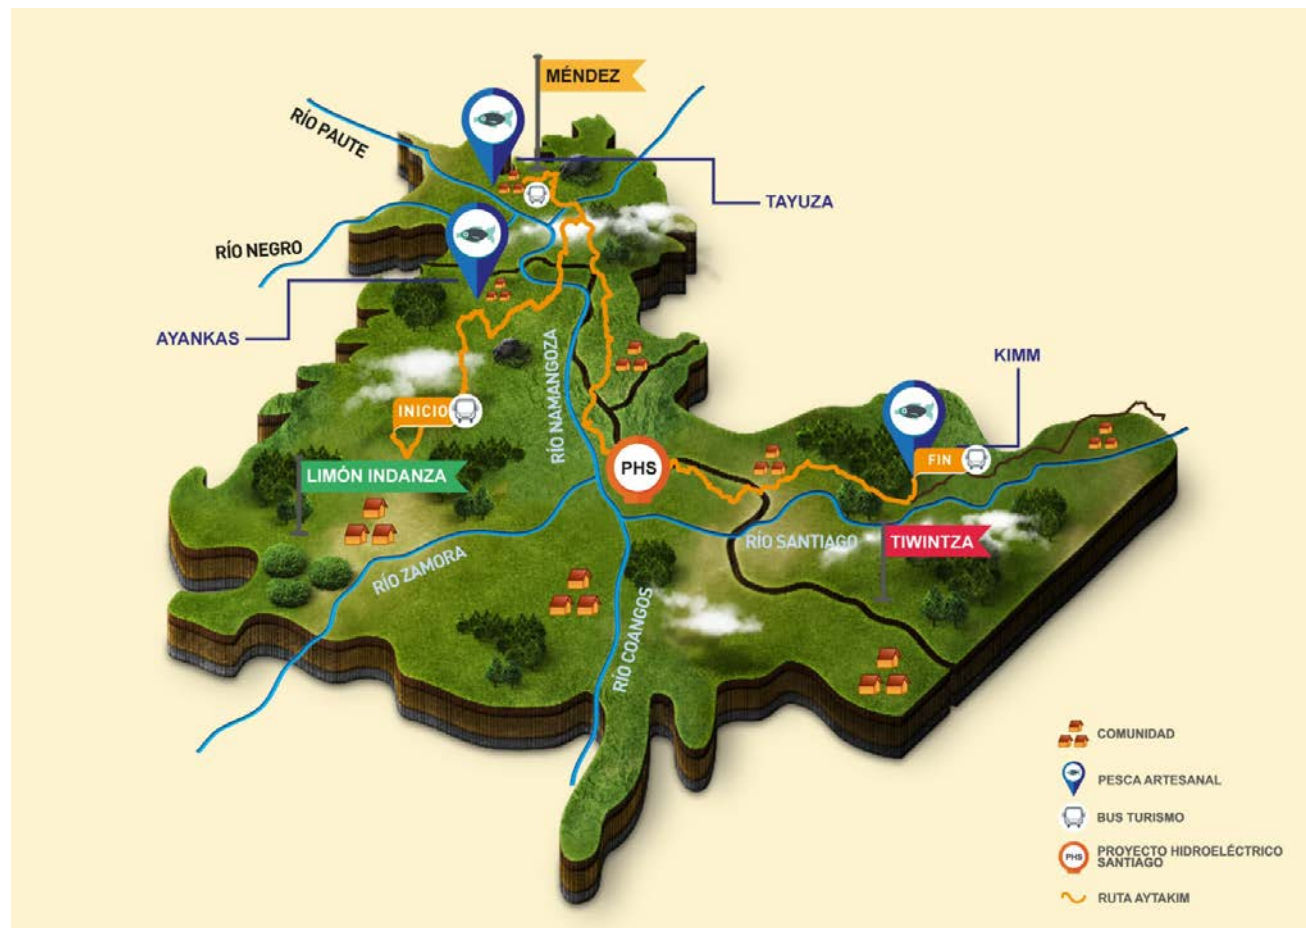 MÉNDEZ
RÍO PAUTE
TAYUZA
RÍO NEGRO
AYANKAS
RÍO NAMANGOZA
KIMM
INICIO
PHS
FIN
LIMÓN INDANZA
RÍO SANTIAGO
TIWINTZA
RÍO ZAMORA
RÍO COANGOS
COMUNIDAD
PESCA ARTESANAL
BUS TURISMO
PHS
PROYECTO HIDROELÉCTRICO
SANTIAGO
RUTA AYTAKIM